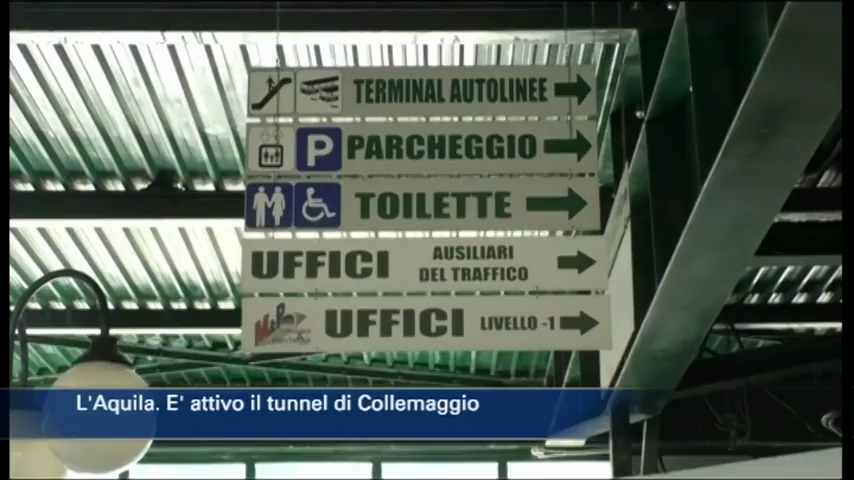 TERMINAL AUTOLINEE
P PARCHEGGIO
TOILETTE
UFFICI AUSILIARI DEL TRAFFICO
M&P UFFICI LIVELLO -1
L'Aquila. E' attivo il tunnel di Collemaggio